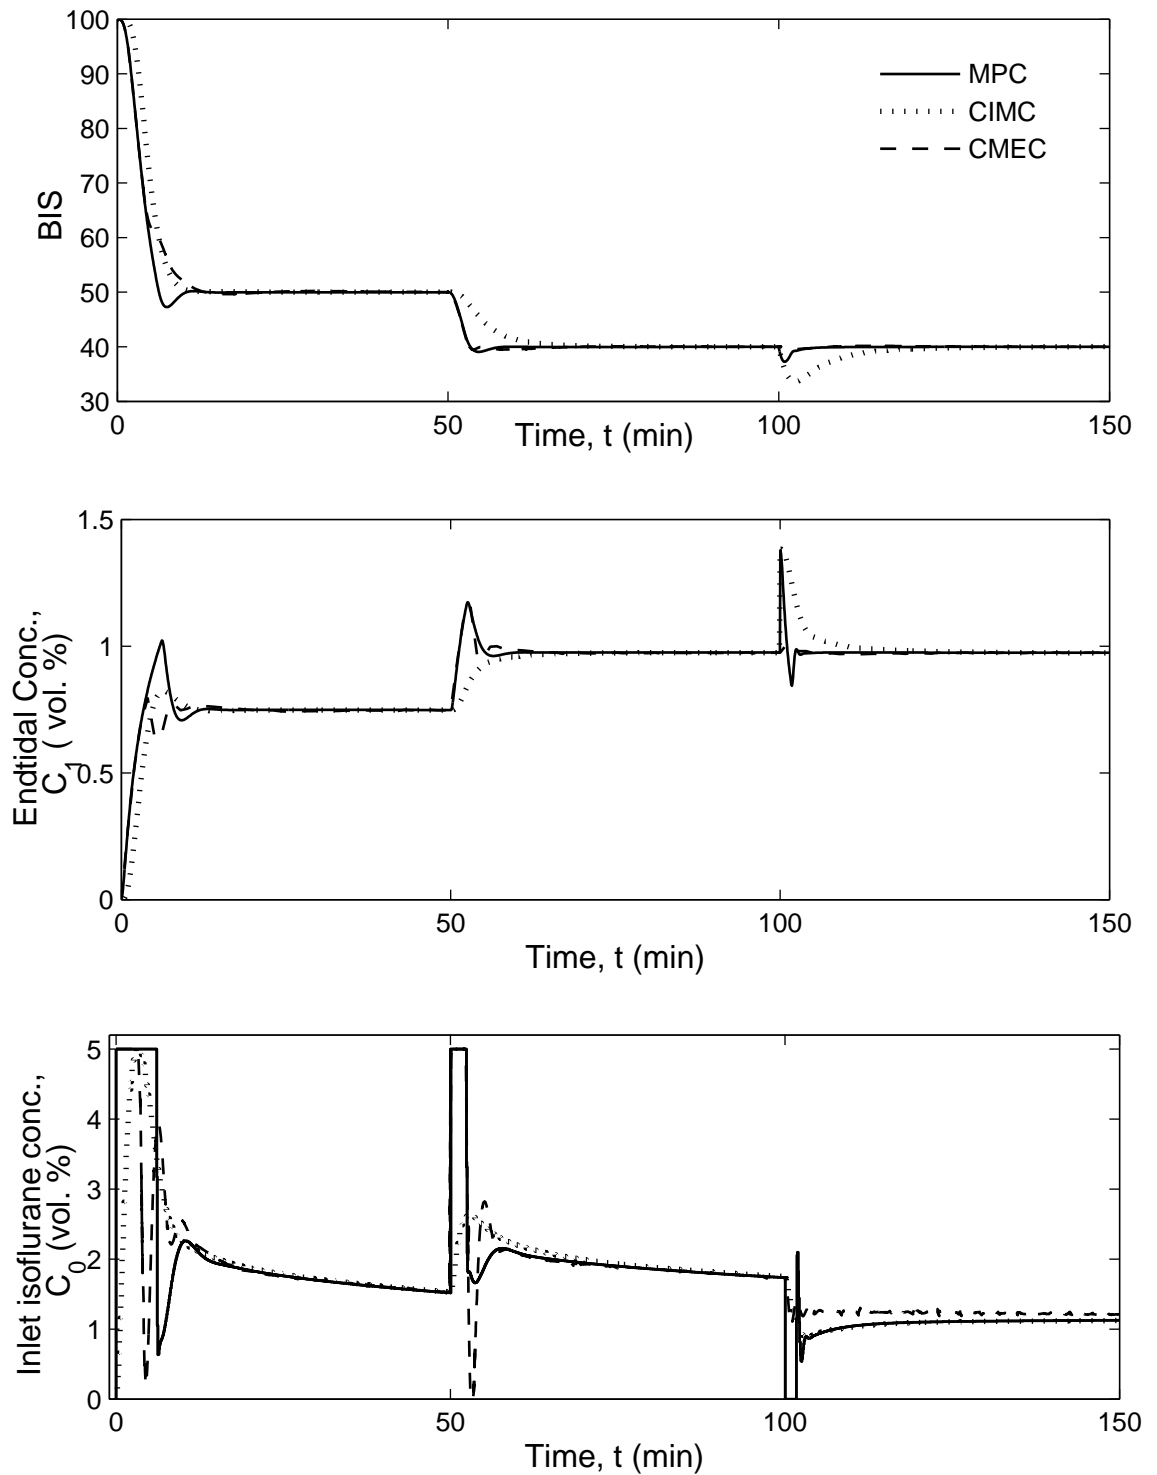 100
90
80
70
60
50
40
30
BIS
MPC
CIMC
CMEC
0 50 100 150
Time, t (min)
1.5
1
0.5
0
Endtidal Conc.,
C1 ( vol. %)
0 50 100 150
Time, t (min)
5
4
3
2
1
0
Inlet isoflurane conc.,
C0 (vol. %)
0 50 100 150
Time, t (min)